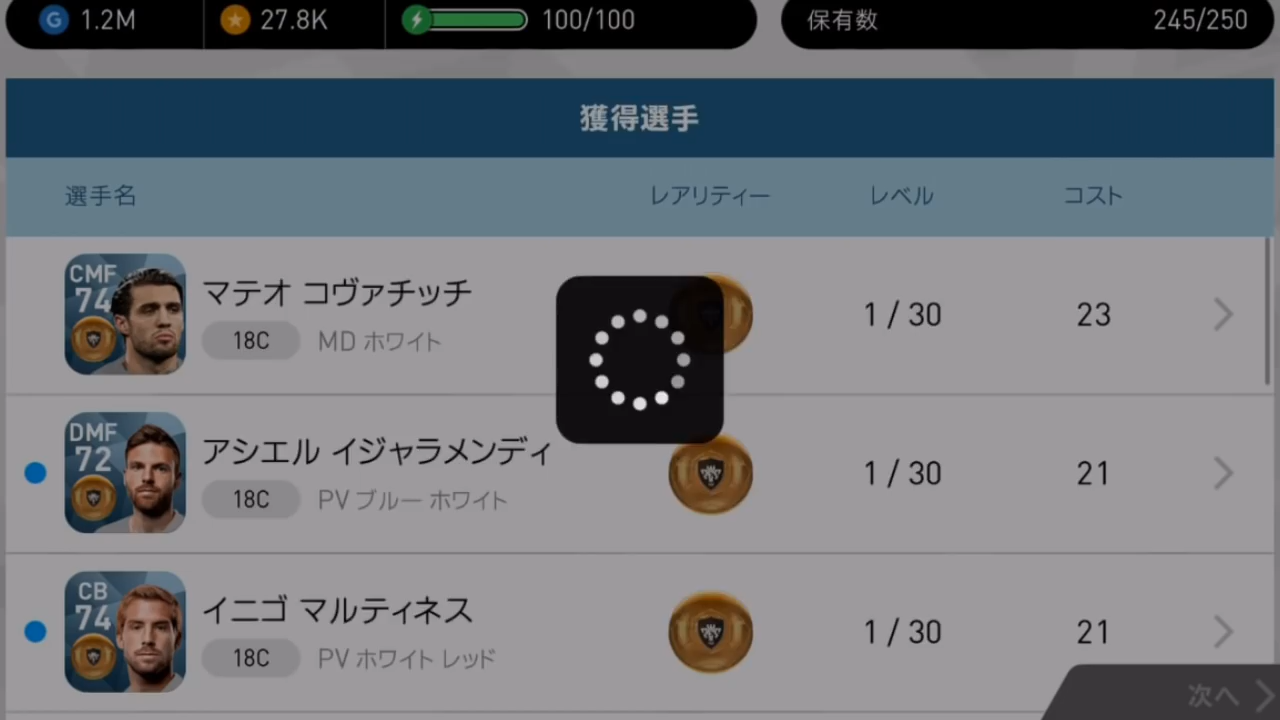 G 1.2M 27.8K 100/100 保有数 245/250
獲得選手
選手名 レアリティー レベル コスト
CMF
74
マテオ コヴァチッチ
18C MD ホワイト
1 / 30 23
DMF
72
アシエル イジャラメンディ
18C PV ブルー ホワイト
1 / 30 21
CB
74
イニゴ マルティネス
18C PV ホワイト レッド
1 / 30 21
次へ